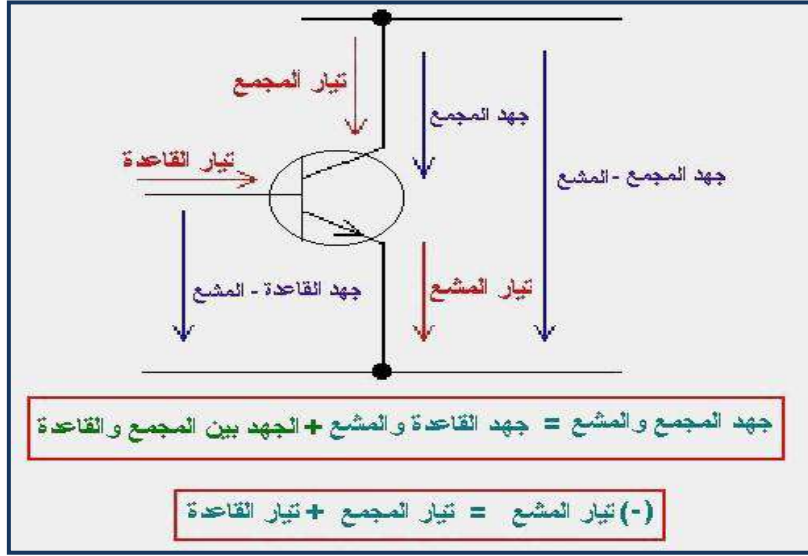 تيار المجمع
جهد المجمع
تيار القاعدة
جهد المجمع - المشع
جهد القاعدة - المشع
تيار المشع
جهد المجمع والمشع = جهد القاعدة والمشع + الجهد بين المجمع والقاعدة
(-) تيار المشع = تيار المجمع + تيار القاعدة